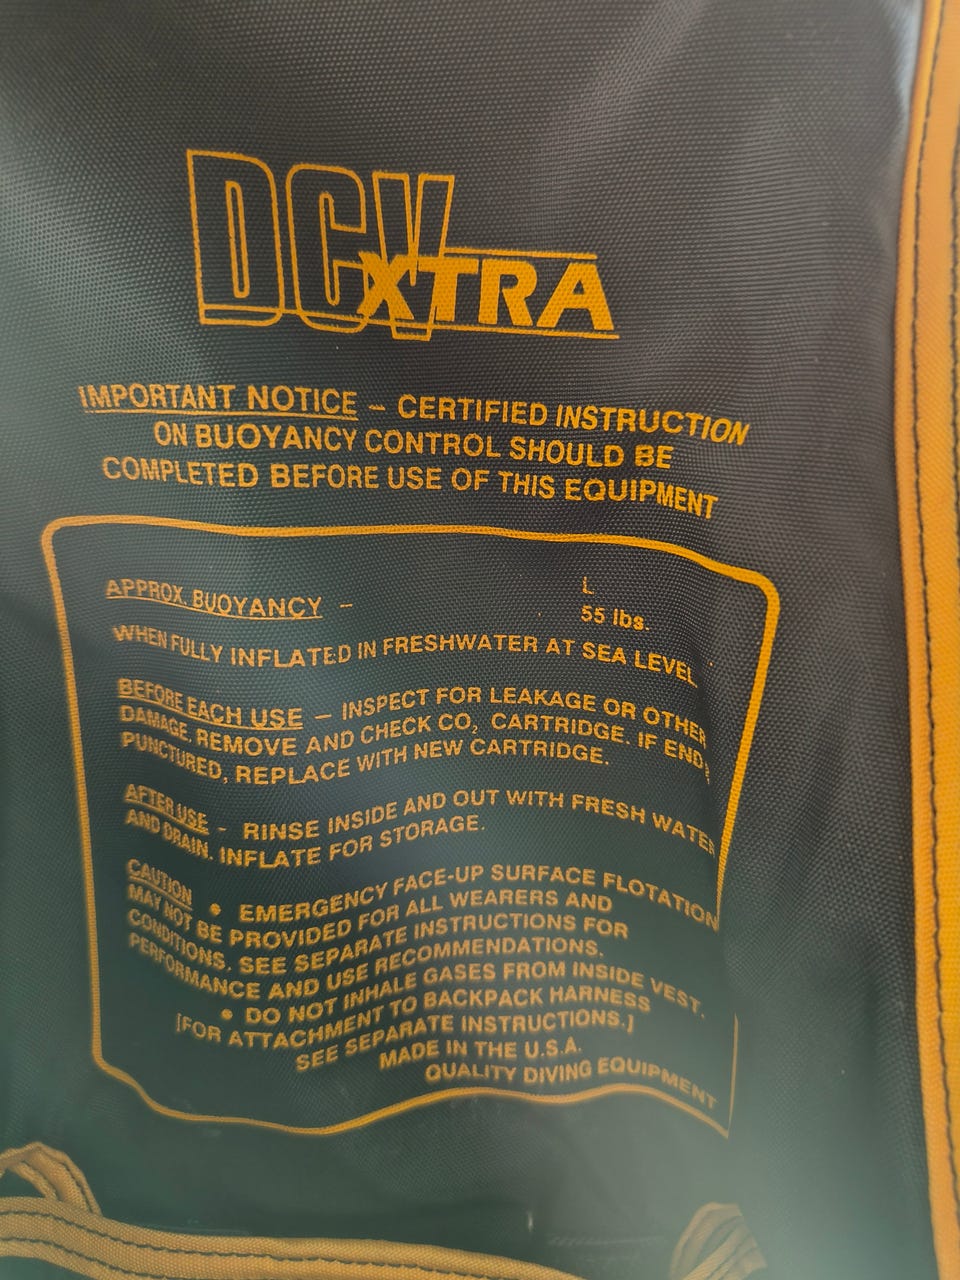 DCV XTRA
IMPORTANT NOTICE – CERTIFIED INSTRUCTION
ON BUOYANCY CONTROL SHOULD BE
COMPLETED BEFORE USE OF THIS EQUIPMENT
L
APPROX. BUOYANCY – 55 lbs.
WHEN FULLY INFLATED IN FRESHWATER AT SEA LEVEL
BEFORE EACH USE – INSPECT FOR LEAKAGE OR OTHER
DAMAGE. REMOVE AND CHECK CO₂ CARTRIDGE. IF END
PUNCTURED, REPLACE WITH NEW CARTRIDGE.
AFTER USE - RINSE INSIDE AND OUT WITH FRESH WATER
AND DRAIN. INFLATE FOR STORAGE.
CAUTION • EMERGENCY FACE-UP SURFACE FLOTATION
MAY NOT BE PROVIDED FOR ALL WEARERS AND
CONDITIONS. SEE SEPARATE INSTRUCTIONS FOR
PERFORMANCE AND USE RECOMMENDATIONS.
• DO NOT INHALE GASES FROM INSIDE VEST.
[FOR ATTACHMENT TO BACKPACK HARNESS
SEE SEPARATE INSTRUCTIONS.]
MADE IN THE U.S.A.
QUALITY DIVING EQUIPMENT